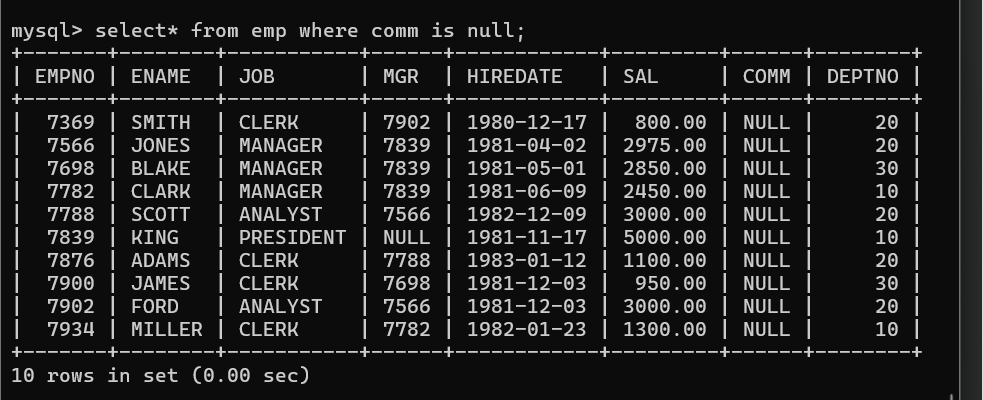 mysql> select* from emp where comm is null;
+-------+--------+-----------+------+------------+---------+------+--------+
| EMPNO | ENAME  | JOB       | MGR  | HIREDATE   | SAL     | COMM | DEPTNO |
+-------+--------+-----------+------+------------+---------+------+--------+
|  7369 | SMITH  | CLERK     | 7902 | 1980-12-17 |  800.00 | NULL |     20 |
|  7566 | JONES  | MANAGER   | 7839 | 1981-04-02 | 2975.00 | NULL |     20 |
|  7698 | BLAKE  | MANAGER   | 7839 | 1981-05-01 | 2850.00 | NULL |     30 |
|  7782 | CLARK  | MANAGER   | 7839 | 1981-06-09 | 2450.00 | NULL |     10 |
|  7788 | SCOTT  | ANALYST   | 7566 | 1982-12-09 | 3000.00 | NULL |     20 |
|  7839 | KING   | PRESIDENT | NULL | 1981-11-17 | 5000.00 | NULL |     10 |
|  7876 | ADAMS  | CLERK     | 7788 | 1983-01-12 | 1100.00 | NULL |     20 |
|  7900 | JAMES  | CLERK     | 7698 | 1981-12-03 |  950.00 | NULL |     30 |
|  7902 | FORD   | ANALYST   | 7566 | 1981-12-03 | 3000.00 | NULL |     20 |
|  7934 | MILLER | CLERK     | 7782 | 1982-01-23 | 1300.00 | NULL |     10 |
+-------+--------+-----------+------+------------+---------+------+--------+
10 rows in set (0.00 sec)